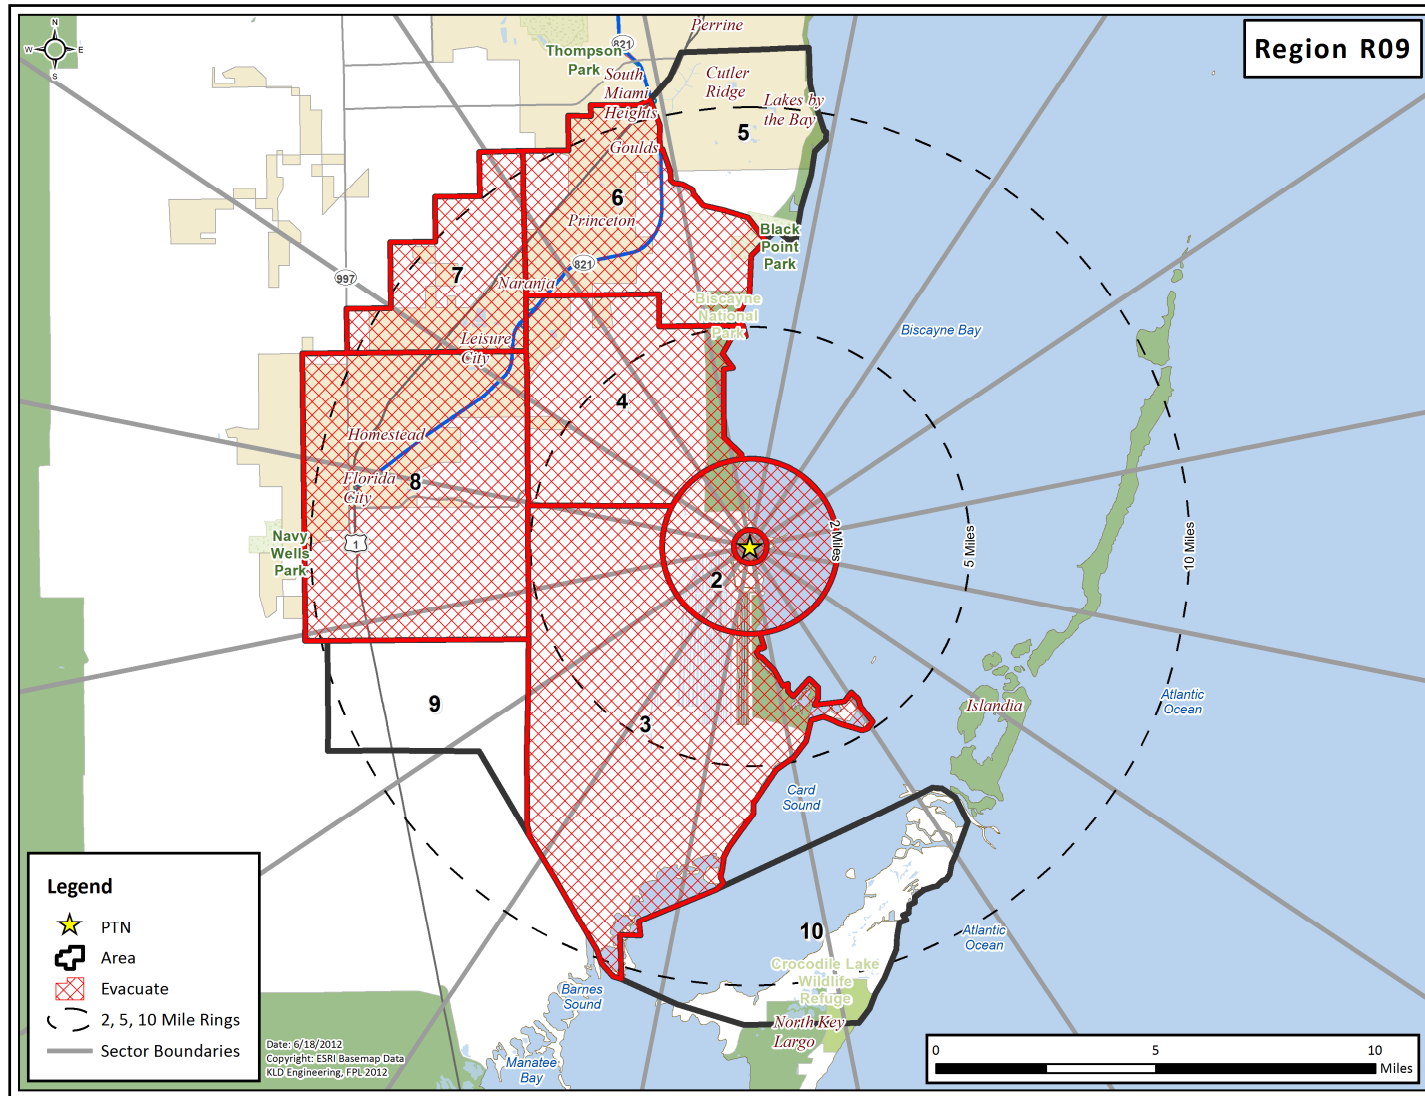 Region R09
N
W
E
S
821
Perrine
Thompson
Park
South
Miami
Heights
Cutler
Ridge
Lakes by
the Bay
5
Goulds
6
Princeton
Black
Point
Park
821
7
997
Naranja
Biscayne
National
Park
Biscayne Bay
Leisure
City
4
Homestead
Florida
City
8
Navy
Wells
Park
1
2 Miles
5 Miles
10 Miles
2
9
3
Islandia
Atlantic
Ocean
Card
Sound
10
Atlantic
Ocean
Crocodile Lake
Wildlife
Refuge
Barnes
Sound
North Key
Largo
Manatee
Bay
Legend
PTN
Area
Evacuate
2, 5, 10 Mile Rings
Sector Boundaries
Date: 6/18/2012
Copyright: ESRI Basemap Data
KLD Engineering, FPL 2012
0
5
10
Miles